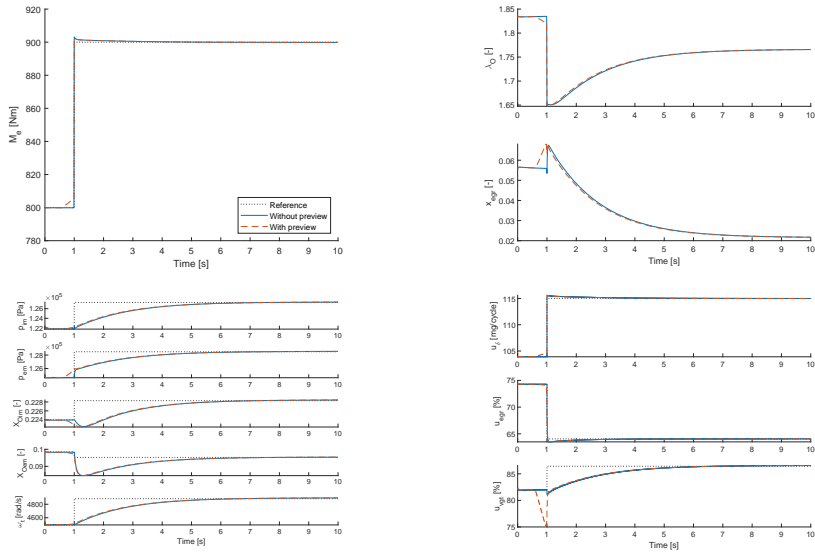 M_e [Nm]
920
900
880
860
840
820
800
780
0 1 2 3 4 5 6 7 8 9 10
Time [s]
Reference
Without preview
With preview
λ_O [-]
1.85
1.8
1.75
1.7
1.65
0 1 2 3 4 5 6 7 8 9 10
x_egr [-]
0.06
0.04
0.02
0 1 2 3 4 5 6 7 8 9 10
Time [s]
×10^5
p_im [Pa]
1.26
1.24
1.22
0 1 2 3 4 5 6 7 8 9 10
×10^5
p_em [Pa]
1.28
1.26
0 1 2 3 4 5 6 7 8 9 10
X_Oim [-]
0.228
0.226
0.224
0 1 2 3 4 5 6 7 8 9 10
X_Oem [-]
0.1
0.09
0 1 2 3 4 5 6 7 8 9 10
ω_t [rad/s]
4800
4600
0 1 2 3 4 5 6 7 8 9 10
Time [s]
u_δ [mg/cycle]
115
110
105
0 1 2 3 4 5 6 7 8 9 10
u_egr [%]
75
70
65
0 1 2 3 4 5 6 7 8 9 10
u_vgt [%]
85
80
75
0 1 2 3 4 5 6 7 8 9 10
Time [s]